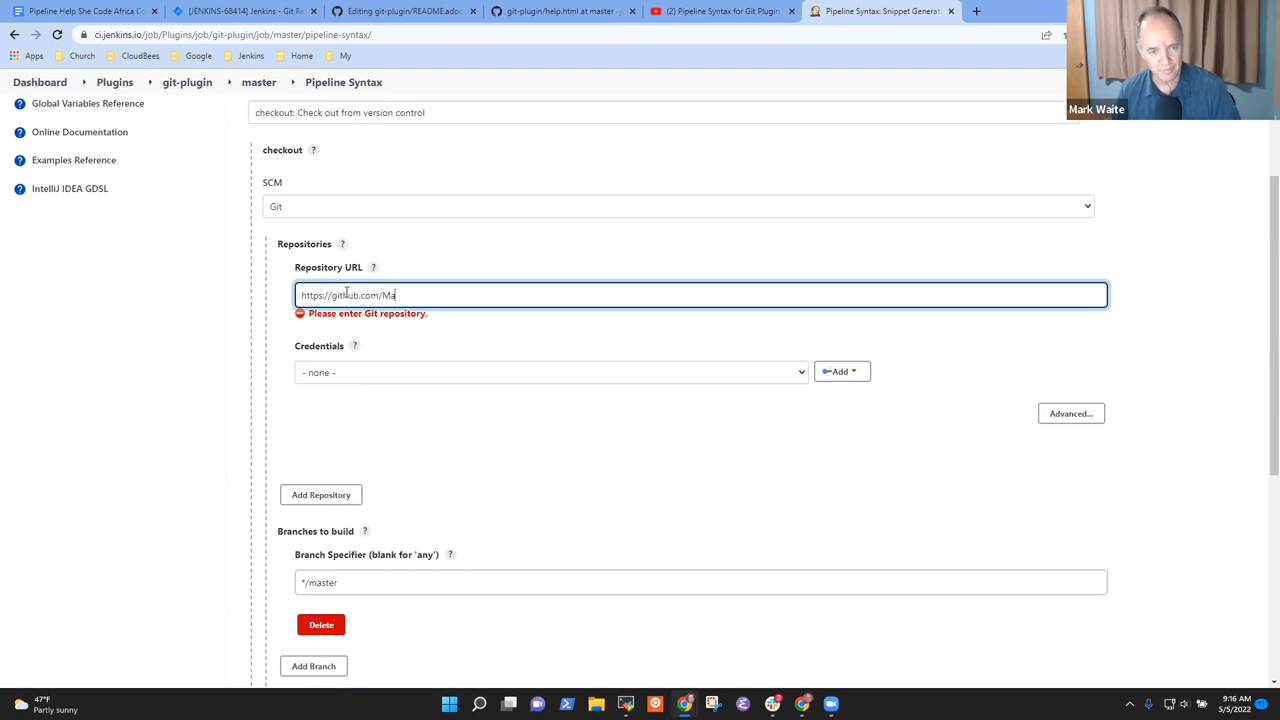 Pipeline Help She Code Africa Co
[JENKINS-68414] Jenkins - Git Re
Editing git-plugin/README.adoc
git-plugin/help.html at master · j
(2) Pipeline Syntax for Git Plugin
Pipeline Syntax: Snippet Generat
ci.jenkins.io/job/Plugins/job/git-plugin/job/master/pipeline-syntax/
Apps Church CloudBees Google Jenkins Home My
Mark Waite
Dashboard Plugins git-plugin master Pipeline Syntax
Global Variables Reference
Online Documentation
Examples Reference
IntelliJ IDEA GDSL
checkout: Check out from version control
checkout ?
SCM
Git
Repositories ?
Repository URL ?
https://github.com/Ma
Please enter Git repository.
Credentials ?
- none -
Add
Advanced...
Add Repository
Branches to build ?
Branch Specifier (blank for 'any') ?
*/master
Delete
Add Branch
47°F
Partly sunny
9:16 AM
5/5/2022